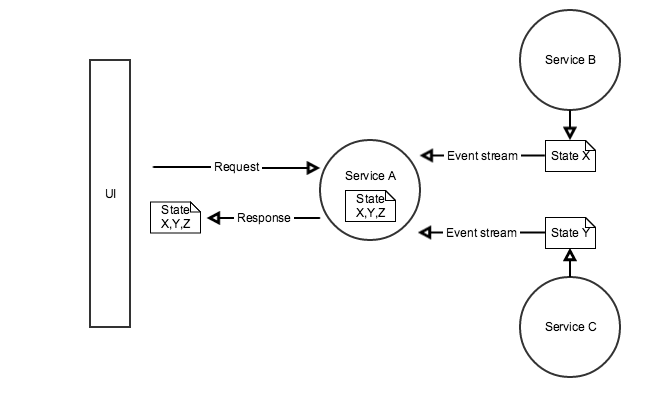 Service B
Event stream
State X
Request
Service A
UI
State
X,Y,Z
State
X,Y,Z
Response
Event stream
State Y
Service C